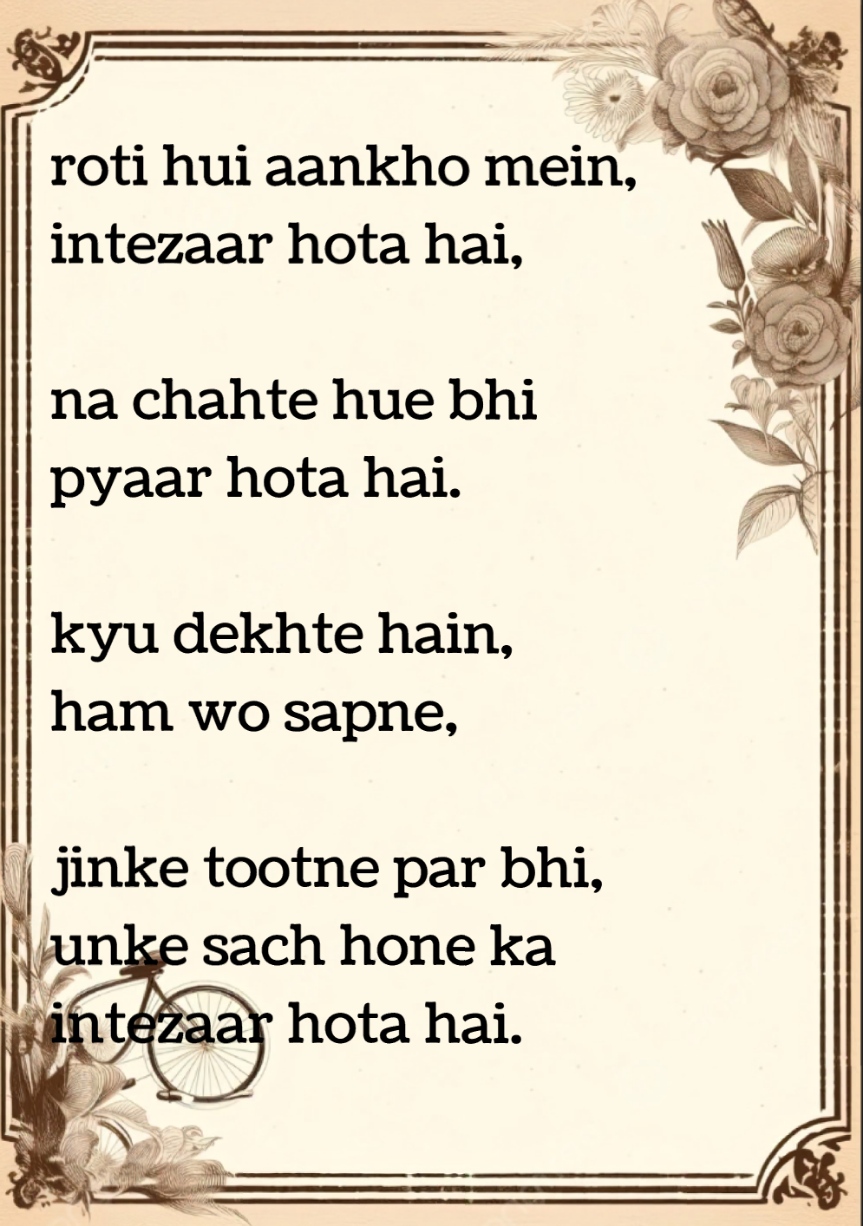 roti hui aankho mein,
intezaar hota hai,
na chahte hue bhi
pyaar hota hai.
kyu dekhte hain,
ham wo sapne,
jinke tootne par bhi,
unke sach hone ka
intezaar hota hai.